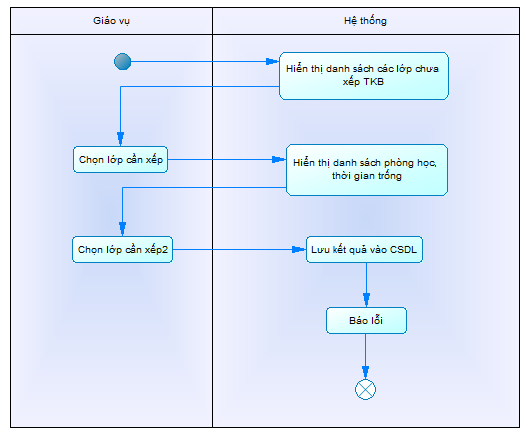 Giáo vụ
Hệ thống
Hiển thị danh sách các lớp chưa
xếp TKB
Chọn lớp cần xếp
Hiển thị danh sách phòng học,
thời gian trống
Chọn lớp cần xếp2
Lưu kết quả vào CSDL
Báo lỗi